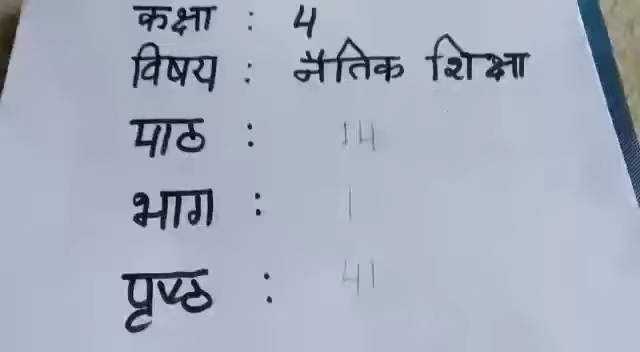 कक्षा : 4
विषय : नैतिक शिक्षा
पाठ : 14
भाग : 1
पृष्ठ : 41